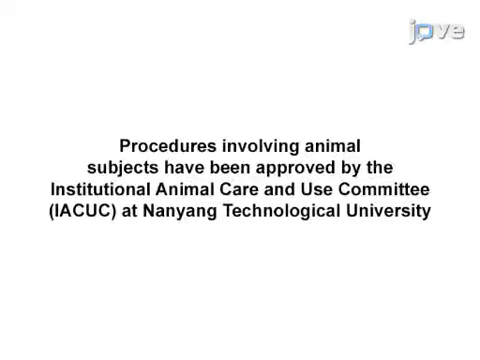 jove
Procedures involving animal
subjects have been approved by the
Institutional Animal Care and Use Committee
(IACUC) at Nanyang Technological University